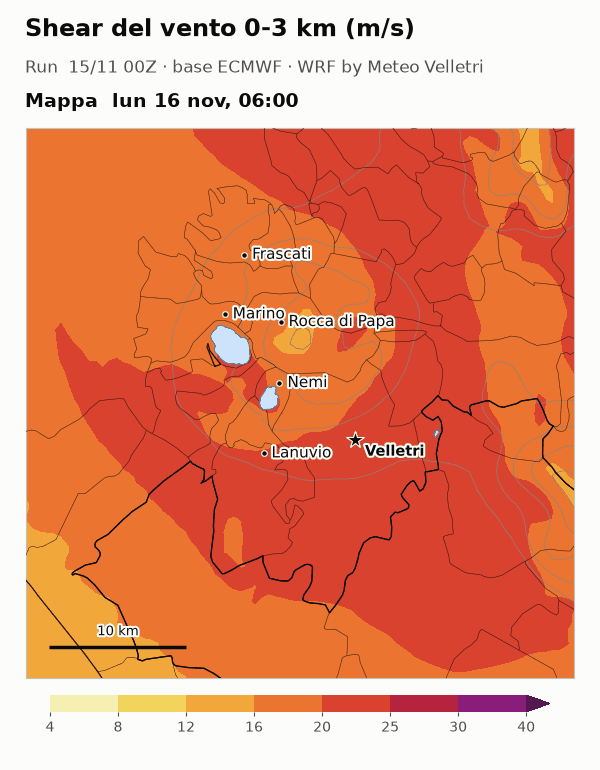 Shear del vento 0-3 km (m/s)
Run  15/11 00Z · base ECMWF · WRF by Meteo Velletri
Mappa  lun 16 nov, 06:00
Frascati
Marino
Rocca di Papa
Nemi
Velletri
Lanuvio
10 km
4 8 12 16 20 25 30 40